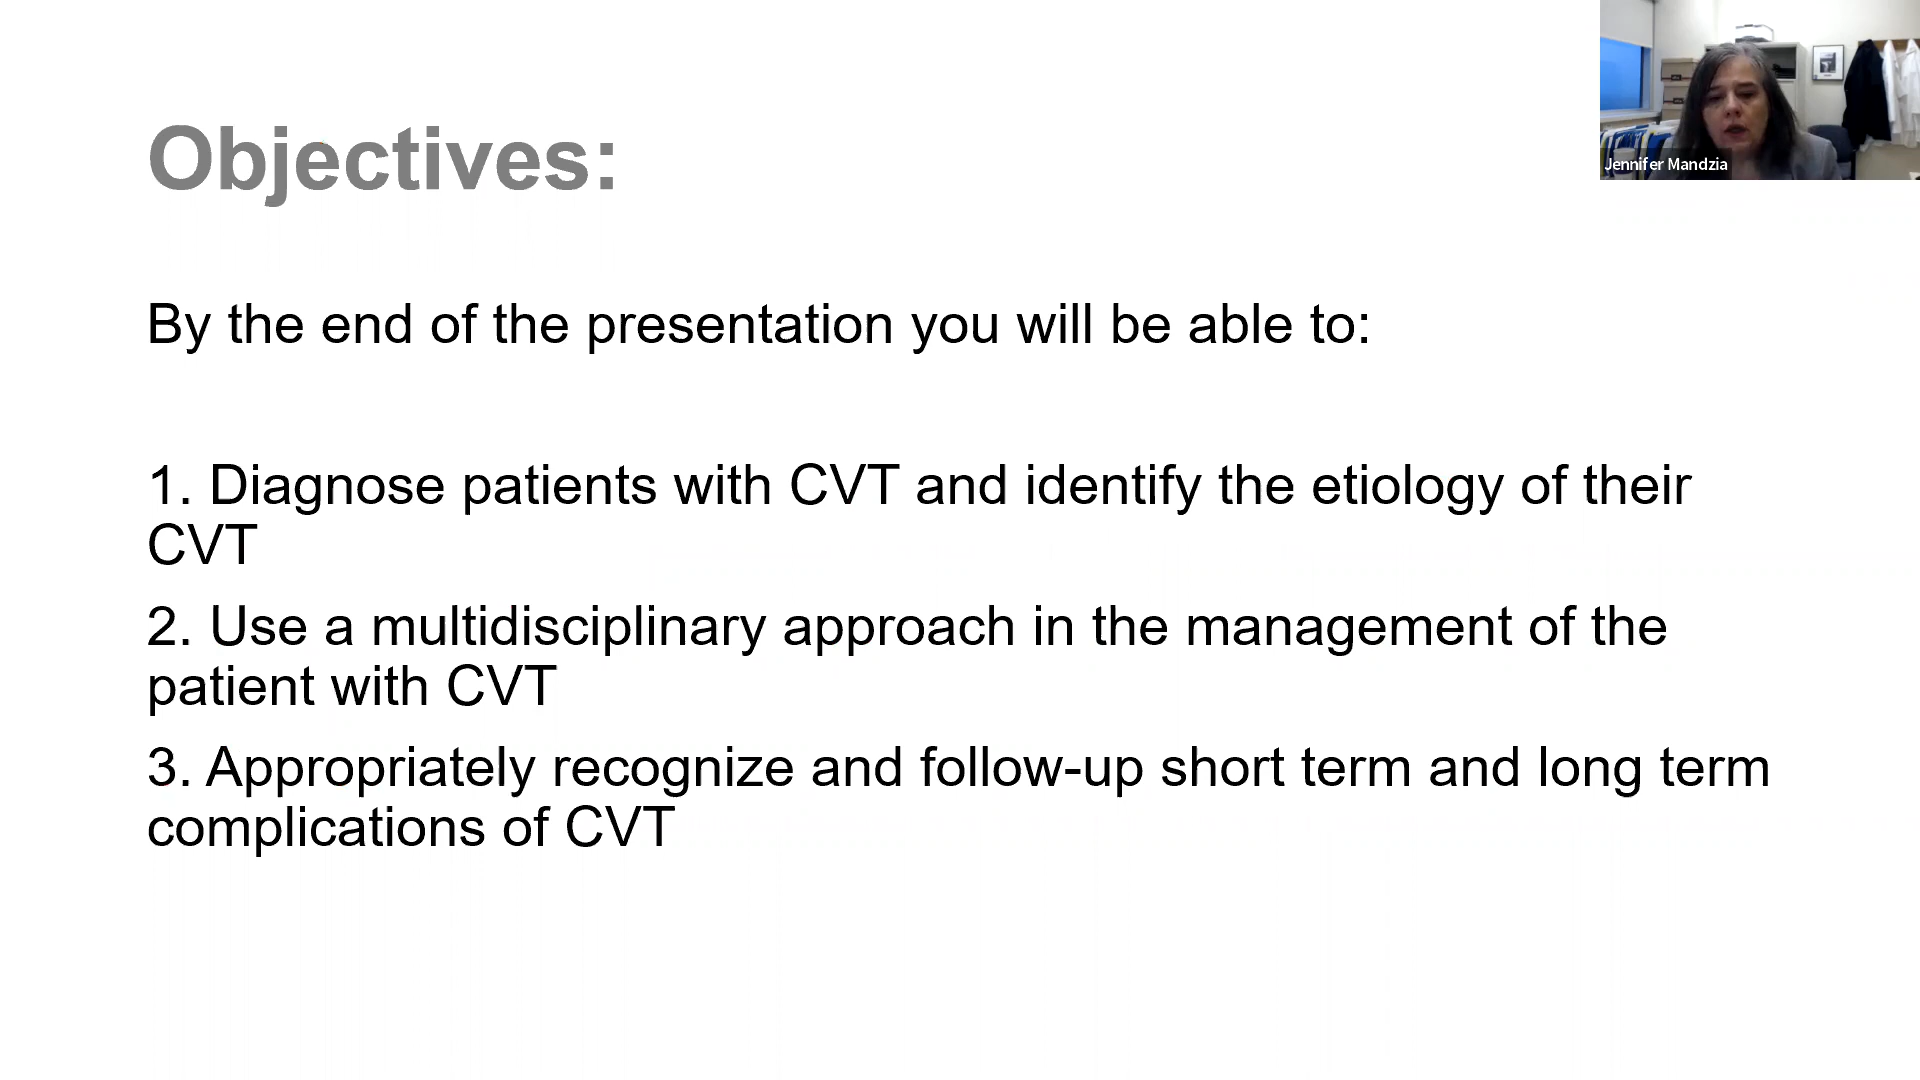 Objectives:
Jennifer Mandzia
By the end of the presentation you will be able to:
1. Diagnose patients with CVT and identify the etiology of their
CVT
2. Use a multidisciplinary approach in the management of the
patient with CVT
3. Appropriately recognize and follow-up short term and long term
complications of CVT